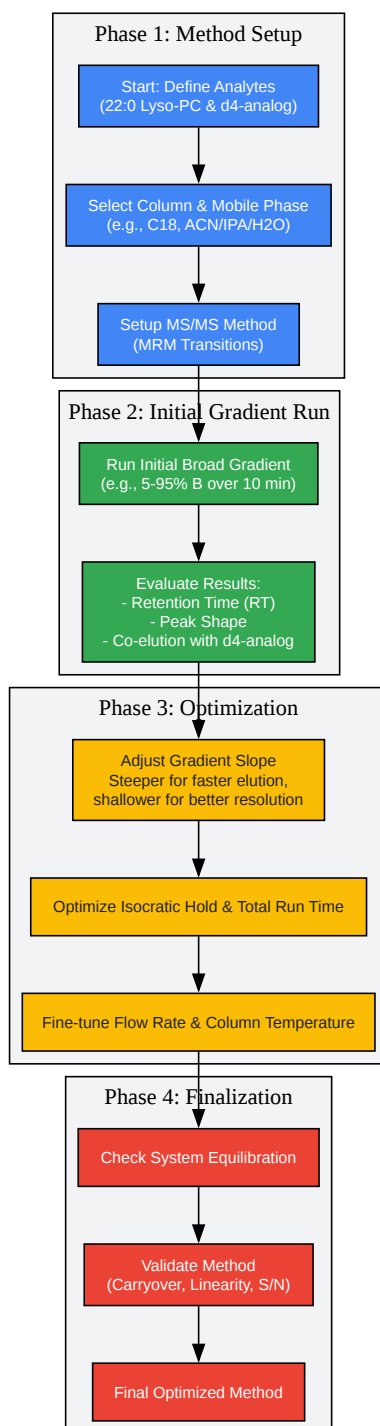 Phase 1: Method Setup
Start: Define Analytes
(22:0 Lyso-PC & d4-analog)
Select Column & Mobile Phase
(e.g., C18, ACN/IPA/H2O)
Setup MS/MS Method
(MRM Transitions)
Phase 2: Initial Gradient Run
Run Initial Broad Gradient
(e.g., 5-95% B over 10 min)
Evaluate Results:
- Retention Time (RT)
- Peak Shape
- Co-elution with d4-analog
Phase 3: Optimization
Adjust Gradient Slope
Steeper for faster elution,
shallower for better resolution
Optimize Isocratic Hold & Total Run Time
Fine-tune Flow Rate & Column Temperature
Phase 4: Finalization
Check System Equilibration
Validate Method
(Carryover, Linearity, S/N)
Final Optimized Method